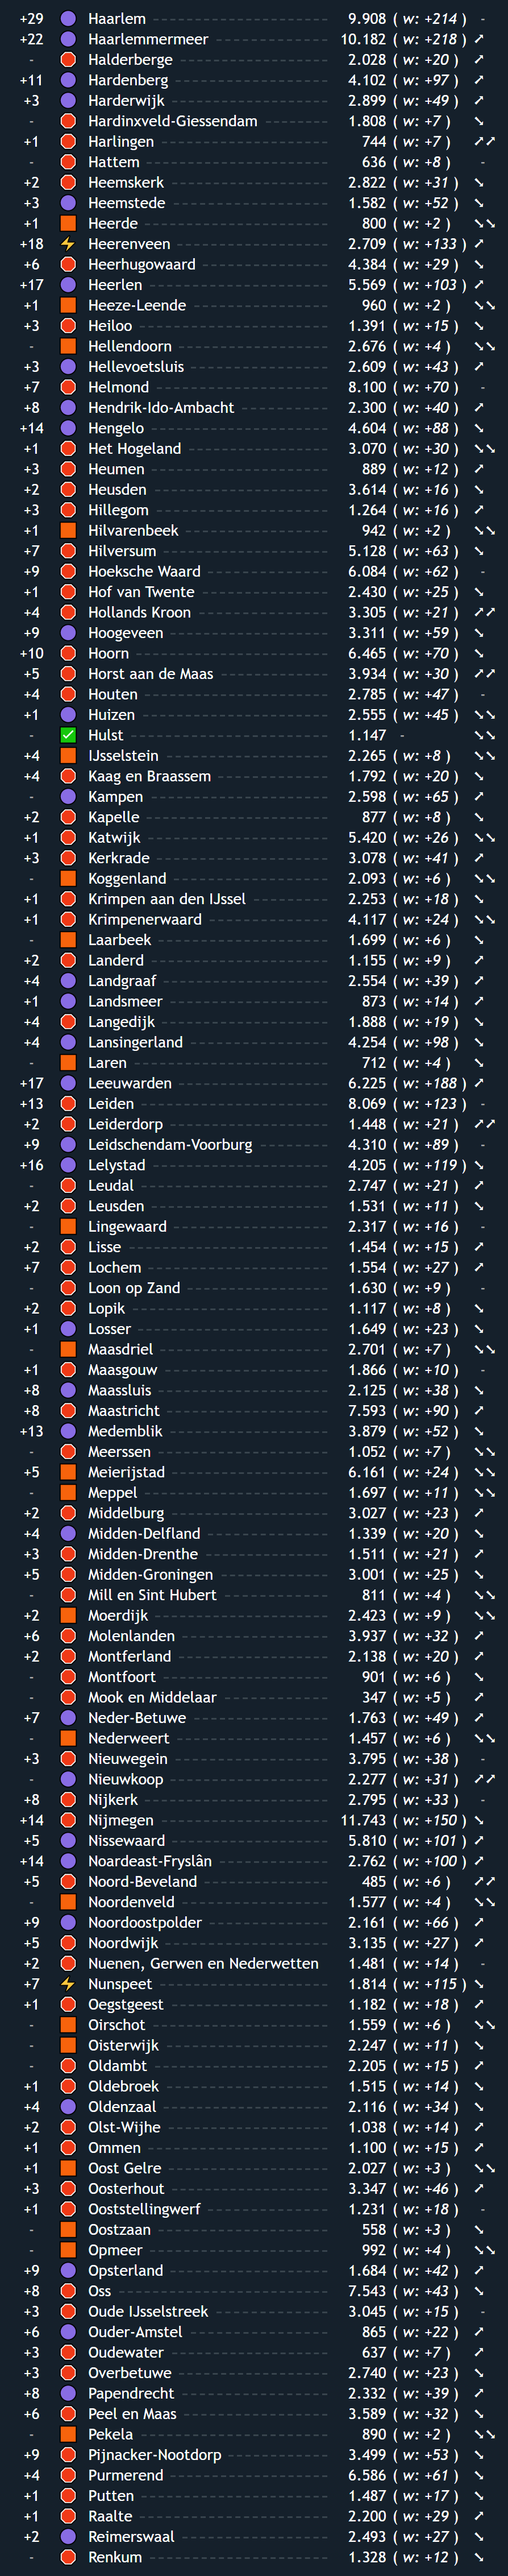 +29 Haarlem 9.908 ( w: +214 ) -
+22 Haarlemmermeer 10.182 ( w: +218 ) ➚
- Halderberge 2.028 ( w: +20 ) ➚
+11 Hardenberg 4.102 ( w: +97 ) ➚
+3 Harderwijk 2.899 ( w: +49 ) ➚
- Hardinxveld-Giessendam 1.808 ( w: +7 ) ➘
+1 Harlingen 744 ( w: +7 ) ➚➚
- Hattem 636 ( w: +8 ) -
+2 Heemskerk 2.822 ( w: +31 ) ➘
+3 Heemstede 1.582 ( w: +52 ) ➘
+1 Heerde 800 ( w: +2 ) ➘➘
+18 ⚡ Heerenveen 2.709 ( w: +133 ) ➚
+6 Heerhugowaard 4.384 ( w: +29 ) ➘
+17 Heerlen 5.569 ( w: +103 ) ➚
+1 Heeze-Leende 960 ( w: +2 ) ➘➘
+3 Heiloo 1.391 ( w: +15 ) ➘
- Hellendoorn 2.676 ( w: +4 ) ➘➘
+3 Hellevoetsluis 2.609 ( w: +43 ) ➚
+7 Helmond 8.100 ( w: +70 ) -
+8 Hendrik-Ido-Ambacht 2.300 ( w: +40 ) ➚
+14 Hengelo 4.604 ( w: +88 ) ➘
+1 Het Hogeland 3.070 ( w: +30 ) ➘➘
+3 Heumen 889 ( w: +12 ) ➚
+2 Heusden 3.614 ( w: +16 ) ➘
+3 Hillegom 1.264 ( w: +16 ) ➚
+1 Hilvarenbeek 942 ( w: +2 ) ➘➘
+7 Hilversum 5.128 ( w: +63 ) ➘
+9 Hoeksche Waard 6.084 ( w: +62 ) -
+1 Hof van Twente 2.430 ( w: +25 ) ➘
+4 Hollands Kroon 3.305 ( w: +21 ) ➚➚
+9 Hoogeveen 3.311 ( w: +59 ) ➘
+10 Hoorn 6.465 ( w: +70 ) ➘
+5 Horst aan de Maas 3.934 ( w: +30 ) ➚➚
+4 Houten 2.785 ( w: +47 ) -
+1 Huizen 2.555 ( w: +45 ) ➘➘
- ✅ Hulst 1.147 - ➘➘
+4 IJsselstein 2.265 ( w: +8 ) ➘➘
+4 Kaag en Braassem 1.792 ( w: +20 ) ➘
- Kampen 2.598 ( w: +65 ) ➚
+2 Kapelle 877 ( w: +8 ) ➘
+1 Katwijk 5.420 ( w: +26 ) ➘➘
+3 Kerkrade 3.078 ( w: +41 ) ➚
- Koggenland 2.093 ( w: +6 ) ➘➘
+1 Krimpen aan den IJssel 2.253 ( w: +18 ) ➘
+1 Krimpenerwaard 4.117 ( w: +24 ) ➘➘
- Laarbeek 1.699 ( w: +6 ) ➘
+2 Landerd 1.155 ( w: +9 ) ➚
+4 Landgraaf 2.554 ( w: +39 ) ➚
+1 Landsmeer 873 ( w: +14 ) ➚
+4 Langedijk 1.888 ( w: +19 ) ➘
+4 Lansingerland 4.254 ( w: +98 ) ➘
- Laren 712 ( w: +4 ) ➘
+17 Leeuwarden 6.225 ( w: +188 ) ➚
+13 Leiden 8.069 ( w: +123 ) -
+2 Leiderdorp 1.448 ( w: +21 ) ➚➚
+9 Leidschendam-Voorburg 4.310 ( w: +89 ) -
+16 Lelystad 4.205 ( w: +119 ) ➘
- Leudal 2.747 ( w: +21 ) ➚
+2 Leusden 1.531 ( w: +11 ) ➘
- Lingewaard 2.317 ( w: +16 ) -
+2 Lisse 1.454 ( w: +15 ) ➚
+7 Lochem 1.554 ( w: +27 ) ➚
- Loon op Zand 1.630 ( w: +9 ) -
+2 Lopik 1.117 ( w: +8 ) ➘
+1 Losser 1.649 ( w: +23 ) ➘
- Maasdriel 2.701 ( w: +7 ) ➘➘
+1 Maasgouw 1.866 ( w: +10 ) -
+8 Maassluis 2.125 ( w: +38 ) ➘
+8 Maastricht 7.593 ( w: +90 ) ➚
+13 Medemblik 3.879 ( w: +52 ) ➘
- Meerssen 1.052 ( w: +7 ) ➘➘
+5 Meierijstad 6.161 ( w: +24 ) ➘➘
- Meppel 1.697 ( w: +11 ) ➘➘
+2 Middelburg 3.027 ( w: +23 ) ➚
+4 Midden-Delfland 1.339 ( w: +20 ) ➘
+3 Midden-Drenthe 1.511 ( w: +21 ) ➚
+5 Midden-Groningen 3.001 ( w: +25 ) ➘
- Mill en Sint Hubert 811 ( w: +4 ) ➘➘
+2 Moerdijk 2.423 ( w: +9 ) ➘➘
+6 Molenlanden 3.937 ( w: +32 ) ➚
+2 Montferland 2.138 ( w: +20 ) ➚
- Montfoort 901 ( w: +6 ) ➘
- Mook en Middelaar 347 ( w: +5 ) ➚
+7 Neder-Betuwe 1.763 ( w: +49 ) ➚
- Nederweert 1.457 ( w: +6 ) ➘➘
+3 Nieuwegein 3.795 ( w: +38 ) -
- Nieuwkoop 2.277 ( w: +31 ) ➚➚
+8 Nijkerk 2.795 ( w: +33 ) -
+14 Nijmegen 11.743 ( w: +150 ) ➘
+5 Nissewaard 5.810 ( w: +101 ) ➚
+14 Noardeast-Fryslân 2.762 ( w: +100 ) ➚
+5 Noord-Beveland 485 ( w: +6 ) ➚➚
- Noordenveld 1.577 ( w: +4 ) ➘➘
+9 Noordoostpolder 2.161 ( w: +66 ) ➚
+5 Noordwijk 3.135 ( w: +27 ) ➚
+2 Nuenen, Gerwen en Nederwetten 1.481 ( w: +14 ) -
+7 ⚡ Nunspeet 1.814 ( w: +115 ) ➘
+1 Oegstgeest 1.182 ( w: +18 ) ➚
- Oirschot 1.559 ( w: +6 ) ➘➘
- Oisterwijk 2.247 ( w: +11 ) ➘
- Oldambt 2.205 ( w: +15 ) ➚
+1 Oldebroek 1.515 ( w: +14 ) ➘
+4 Oldenzaal 2.116 ( w: +34 ) ➘
+2 Olst-Wijhe 1.038 ( w: +14 ) ➚
+1 Ommen 1.100 ( w: +15 ) ➚
+1 Oost Gelre 2.027 ( w: +3 ) ➘➘
+3 Oosterhout 3.347 ( w: +46 ) ➚
+1 Ooststellingwerf 1.231 ( w: +18 ) -
- Oostzaan 558 ( w: +3 ) ➘
- Opmeer 992 ( w: +4 ) ➘➘
+9 Opsterland 1.684 ( w: +42 ) ➚
+8 Oss 7.543 ( w: +43 ) ➘
+3 Oude IJsselstreek 3.045 ( w: +15 ) -
+6 Ouder-Amstel 865 ( w: +22 ) ➚
+3 Oudewater 637 ( w: +7 ) ➚
+3 Overbetuwe 2.740 ( w: +23 ) ➘
+8 Papendrecht 2.332 ( w: +39 ) ➚
+6 Peel en Maas 3.589 ( w: +32 ) ➘
- Pekela 890 ( w: +2 ) ➘➘
+9 Pijnacker-Nootdorp 3.499 ( w: +53 ) ➘
+4 Purmerend 6.586 ( w: +61 ) ➘
+1 Putten 1.487 ( w: +17 ) ➘
+1 Raalte 2.200 ( w: +29 ) ➚
+2 Reimerswaal 2.493 ( w: +27 ) ➘
- Renkum 1.328 ( w: +12 ) ➘